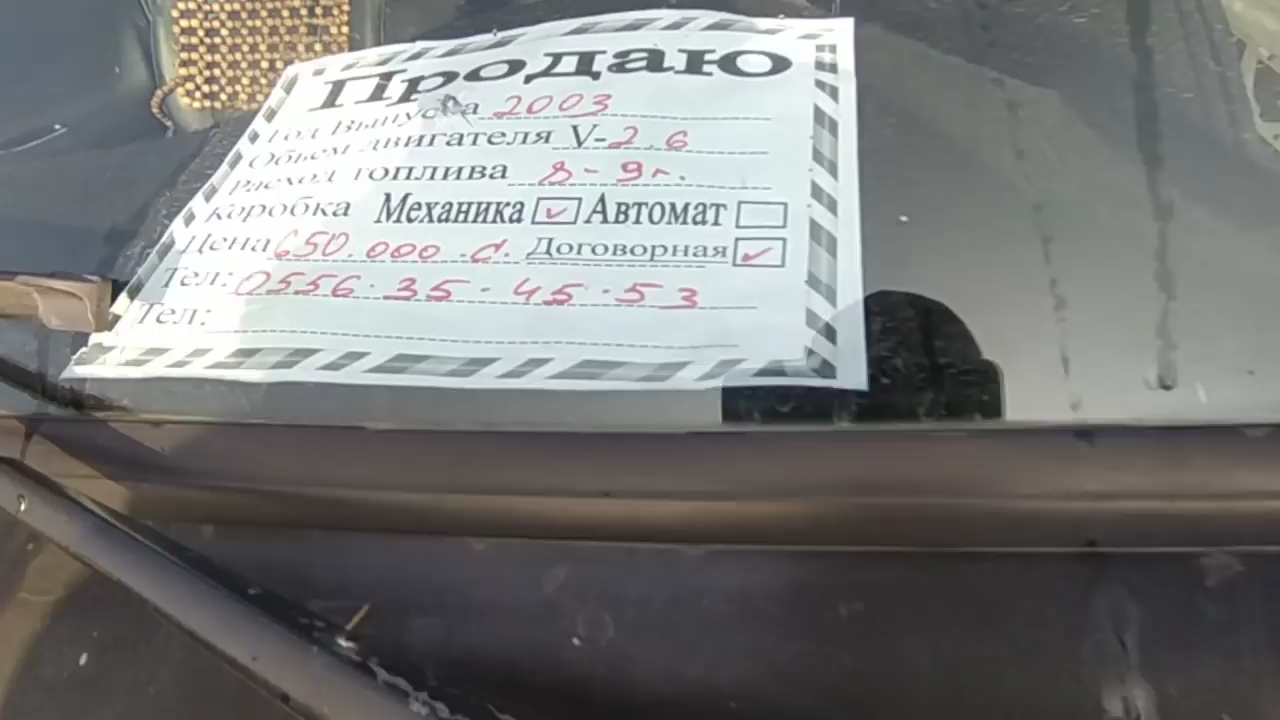 Продаю
Год Выпуска 2003
Объем двигателя V-2.6
Расход топлива 8-9л.
Коробка Механика ✓ Автомат
Цена 650.000.с. Договорная ✓
Тел: 0556.35.45.53
Тел: